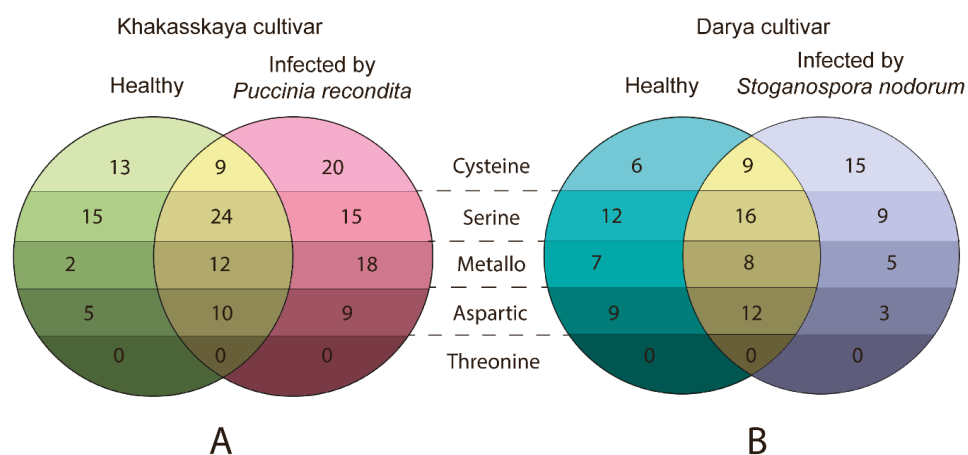 Khakasskaya cultivar
Darya cultivar
Healthy
Infected by
Puccinia recondita
Healthy
Infected by
Stoganospora nodorum
13 9 20 Cysteine 6 9 15
15 24 15 Serine 12 16 9
2 12 18 Metallo 7 8 5
5 10 9 Aspartic 9 12 3
0 0 0 Threonine 0 0 0
A
B